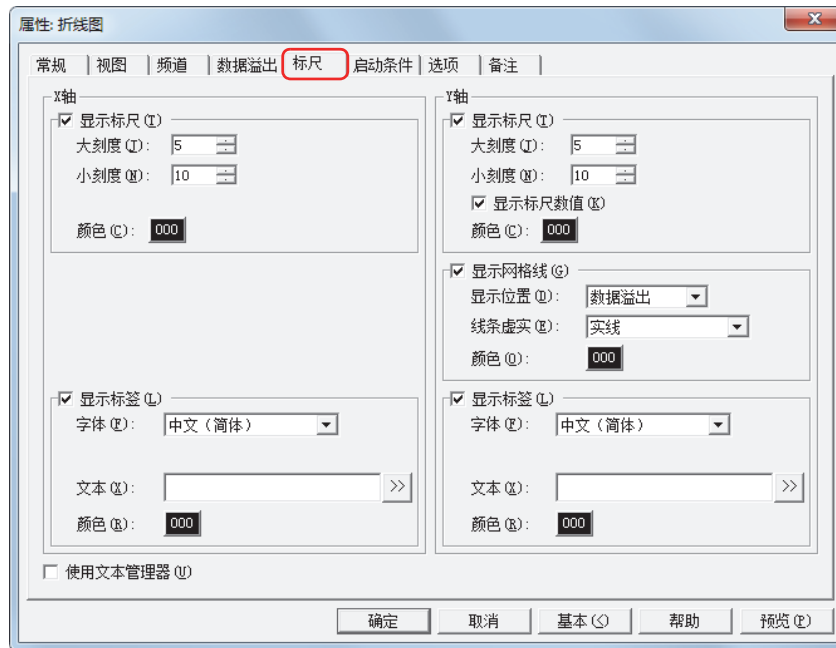 属性: 折线图
常规 视图 频道 数据溢出 标尺 启动条件 选项 备注
X轴
显示标尺(T)
大刻度(J): 5
小刻度(N): 10
颜色(C): 000
显示标签(L)
字体(F): 中文（简体）
文本(X): >>
颜色(R): 000
Y轴
显示标尺(T)
大刻度(J): 5
小刻度(N): 10
显示标尺数值(K)
颜色(C): 000
显示网格线(G)
显示位置(D): 数据溢出
线条虚实(E): 实线
颜色(O): 000
显示标签(L)
字体(F): 中文（简体）
文本(X): >>
颜色(R): 000
使用文本管理器(U)
确定 取消 基本(<) 帮助 预览(P)